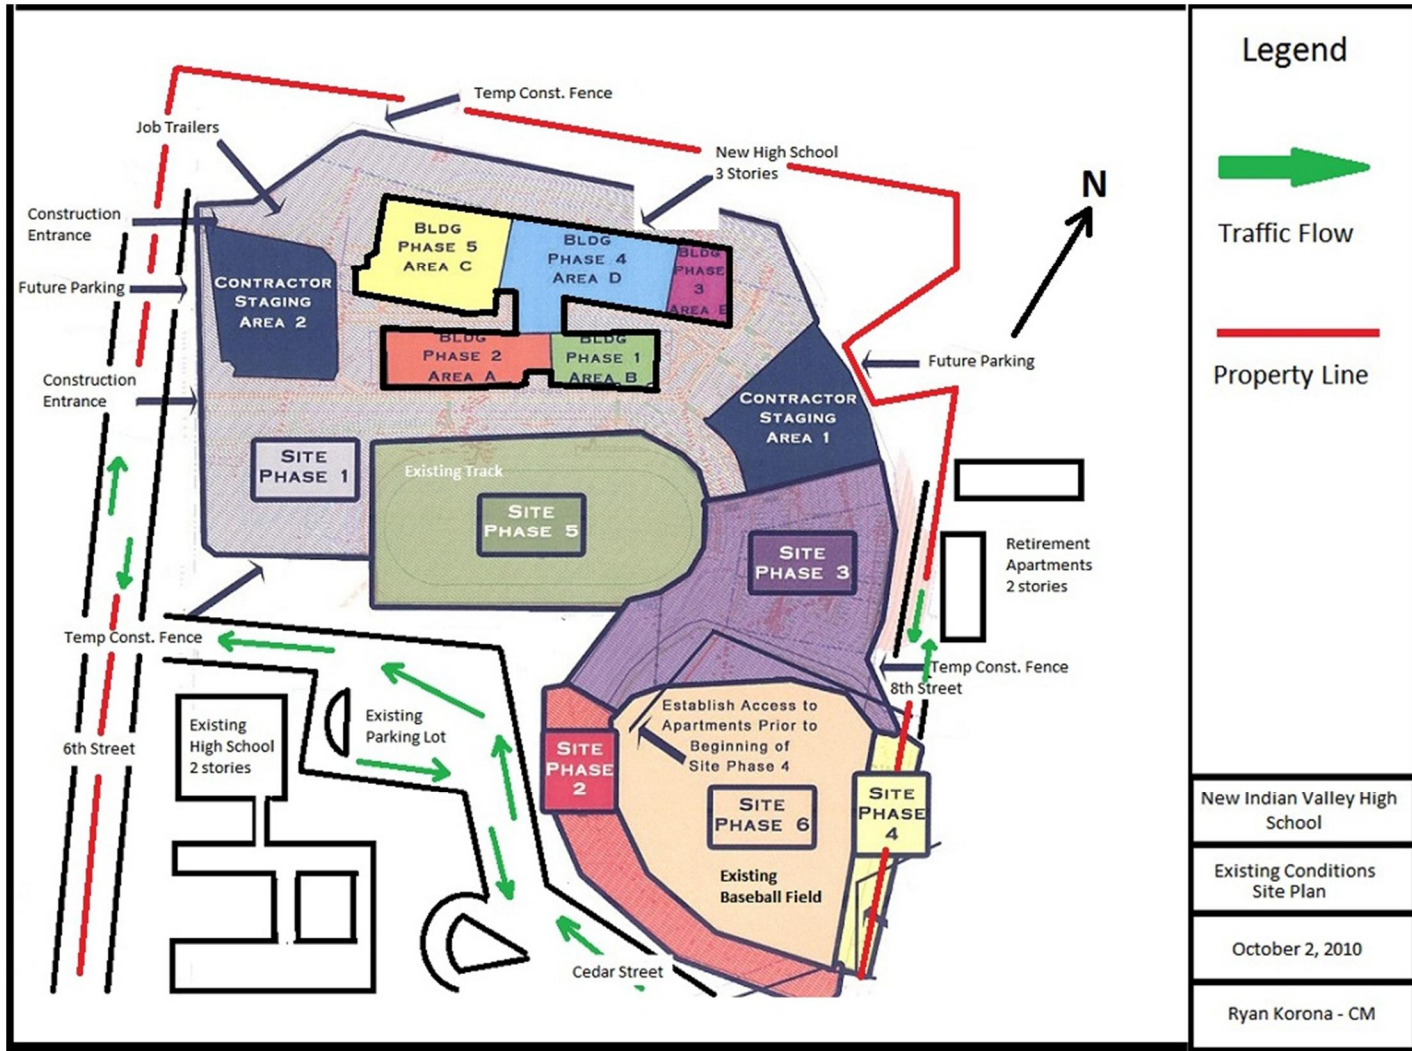 Temp Const. Fence
Job Trailers
New High School
3 Stories
N
Construction
Entrance
BLDG
PHASE 5
AREA C
BLDG
PHASE 4
AREA D
BLDG
PHASE
3
AREA E
Future Parking
CONTRACTOR
STAGING
AREA 2
BLDG
PHASE 2
AREA A
BLDG
PHASE 1
AREA B
Future Parking
Construction
Entrance
CONTRACTOR
STAGING
AREA 1
SITE
PHASE 1
Existing Track
SITE
PHASE 5
SITE
PHASE 3
Retirement
Apartments
2 stories
Temp Const. Fence
Temp Const. Fence
8th Street
6th Street
Existing
High School
2 stories
Existing
Parking Lot
SITE
PHASE
2
Establish Access to
Apartments Prior to
Beginning of
Site Phase 4
SITE
PHASE 6
SITE
PHASE
4
Existing
Baseball Field
Cedar Street
Legend
Traffic Flow
Property Line
New Indian Valley High
School
Existing Conditions
Site Plan
October 2, 2010
Ryan Korona - CM